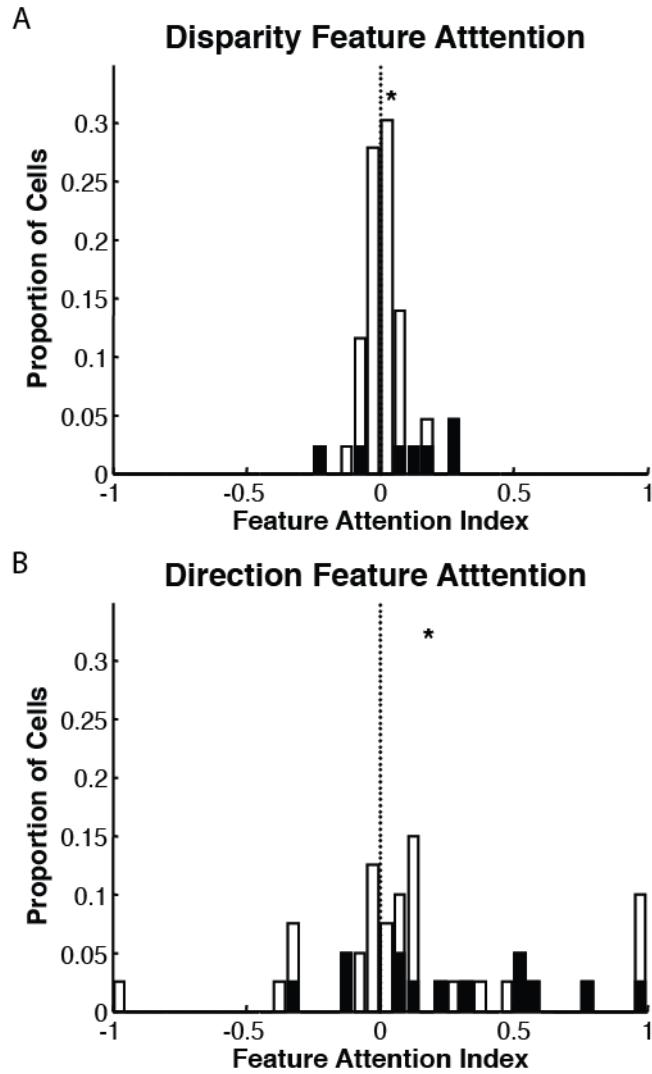 A
Disparity Feature Atttention
*
0.3
0.25
0.2
0.15
0.1
0.05
0
Proportion of Cells
-1 -0.5 0 0.5 1
Feature Attention Index
B
Direction Feature Atttention
*
0.3
0.25
0.2
0.15
0.1
0.05
0
Proportion of Cells
-1 -0.5 0 0.5 1
Feature Attention Index